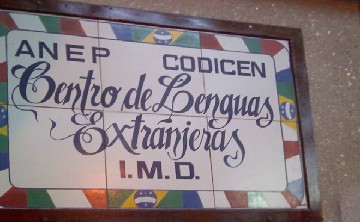 ANEP CODICEN
Centro de Lenguas
Extranjeras
I.M.D.